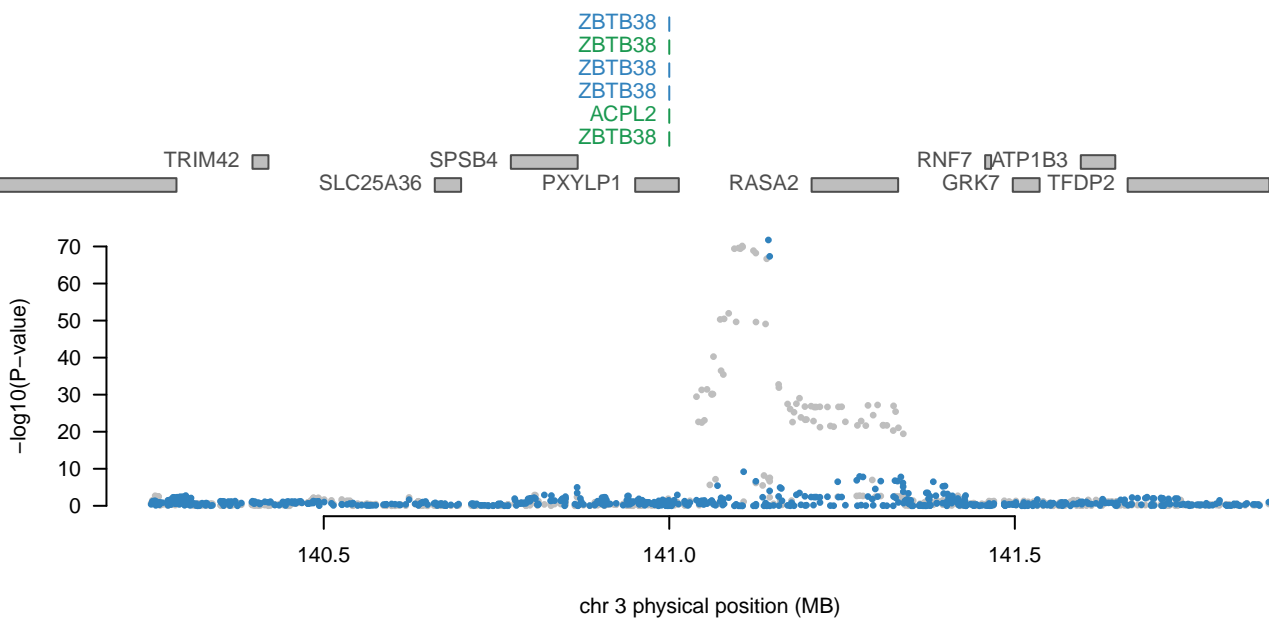 ZBTB38
ZBTB38
ZBTB38
ZBTB38
ACPL2
ZBTB38
TRIM42 SPSB4 RNF7 ATP1B3
SLC25A36 PXYLP1 RASA2 GRK7 TFDP2
70
60
50
40
30
20
10
0
−log10(P−value)
140.5 141.0 141.5
chr 3 physical position (MB)